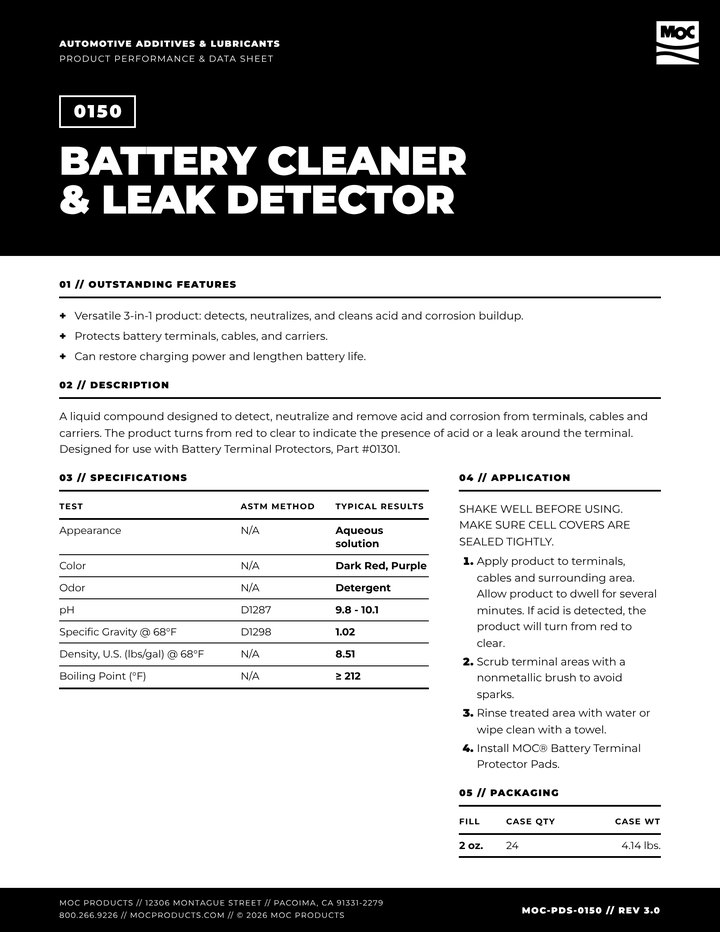 AUTOMOTIVE ADDITIVES & LUBRICANTS
PRODUCT PERFORMANCE & DATA SHEET
MOC
0150
BATTERY CLEANER
& LEAK DETECTOR
01 // OUTSTANDING FEATURES
+ Versatile 3-in-1 product: detects, neutralizes, and cleans acid and corrosion buildup.
+ Protects battery terminals, cables, and carriers.
+ Can restore charging power and lengthen battery life.
02 // DESCRIPTION
A liquid compound designed to detect, neutralize and remove acid and corrosion from terminals, cables and
carriers. The product turns from red to clear to indicate the presence of acid or a leak around the terminal.
Designed for use with Battery Terminal Protectors, Part #01301.
03 // SPECIFICATIONS
TEST ASTM METHOD TYPICAL RESULTS
Appearance N/A Aqueous
solution
Color N/A Dark Red, Purple
Odor N/A Detergent
pH D1287 9.8 - 10.1
Specific Gravity @ 68°F D1298 1.02
Density, U.S. (lbs/gal) @ 68°F N/A 8.51
Boiling Point (°F) N/A ≥ 212
04 // APPLICATION
SHAKE WELL BEFORE USING.
MAKE SURE CELL COVERS ARE
SEALED TIGHTLY.
1. Apply product to terminals,
cables and surrounding area.
Allow product to dwell for several
minutes. If acid is detected, the
product will turn from red to
clear.
2. Scrub terminal areas with a
nonmetallic brush to avoid
sparks.
3. Rinse treated area with water or
wipe clean with a towel.
4. Install MOC® Battery Terminal
Protector Pads.
05 // PACKAGING
FILL CASE QTY CASE WT
2 oz. 24 4.14 lbs.
MOC PRODUCTS // 12306 MONTAGUE STREET // PACOIMA, CA 91331-2279
800.266.9226 // MOCPRODUCTS.COM // © 2026 MOC PRODUCTS
MOC-PDS-0150 // REV 3.0